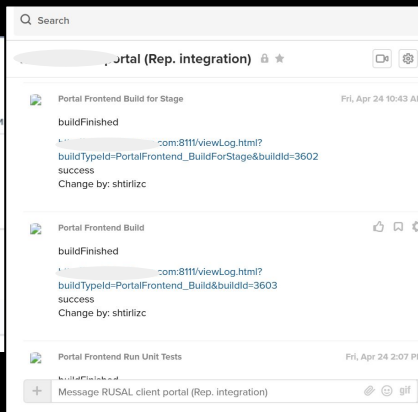 Search
portal (Rep. integration)
Portal Frontend Build for Stage
Fri, Apr 24 10:43 AM
buildFinished
com:8111/viewLog.html?
buildTypeId=PortalFrontend_BuildForStage&buildId=3602
success
Change by: shtirlizc
Portal Frontend Build
buildFinished
com:8111/viewLog.html?
buildTypeId=PortalFrontend_Build&buildId=3603
success
Change by: shtirlizc
Portal Frontend Run Unit Tests
Fri, Apr 24 2:07 PM
buildFinished
Message RUSAL client portal (Rep. integration)
gif